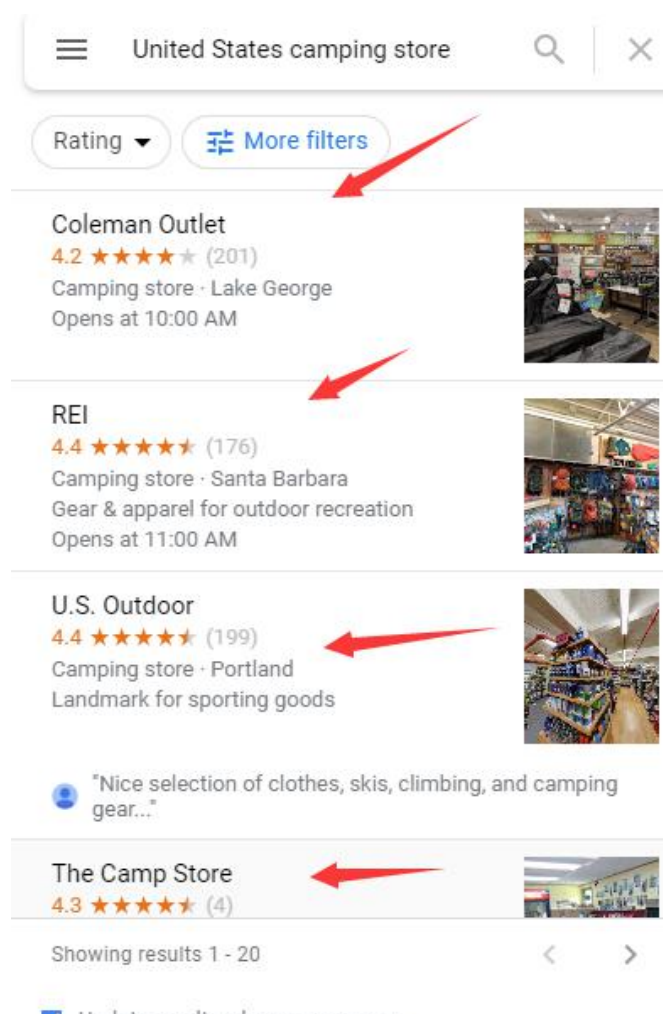 United States camping store
Rating
More filters
Coleman Outlet
4.2 (201)
Camping store · Lake George
Opens at 10:00 AM
REI
4.4 (176)
Camping store · Santa Barbara
Gear & apparel for outdoor recreation
Opens at 11:00 AM
U.S. Outdoor
4.4 (199)
Camping store · Portland
Landmark for sporting goods
"Nice selection of clothes, skis, climbing, and camping
gear..."
The Camp Store
4.3 (4)
Showing results 1 - 20